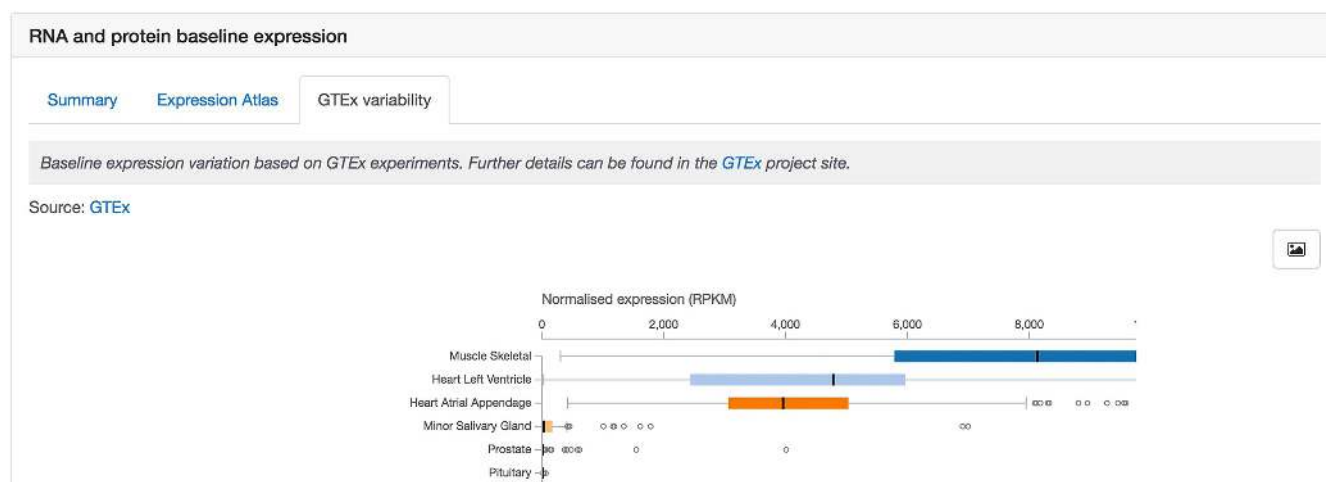 RNA and protein baseline expression
Summary Expression Atlas GTEx variability
Baseline expression variation based on GTEx experiments. Further details can be found in the GTEx project site.
Source: GTEx
Normalised expression (RPKM)
0 2,000 4,000 6,000 8,000
Muscle Skeletal
Heart Left Ventricle
Heart Atrial Appendage
Minor Salivary Gland
Prostate
Pituitary